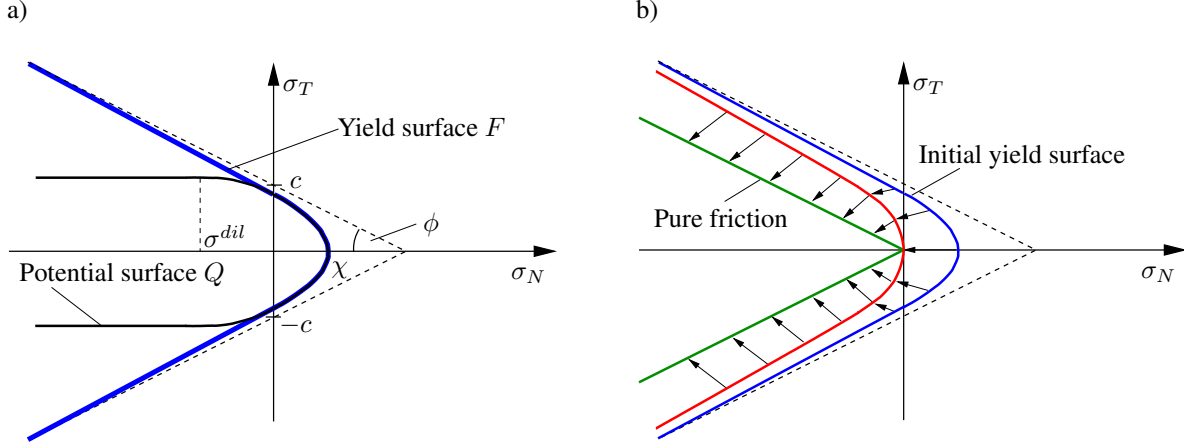 a)
σ_T
Yield surface F
c
σ^{dil}
ϕ
Potential surface Q
χ
σ_N
−c
b)
σ_T
Initial yield surface
Pure friction
σ_N